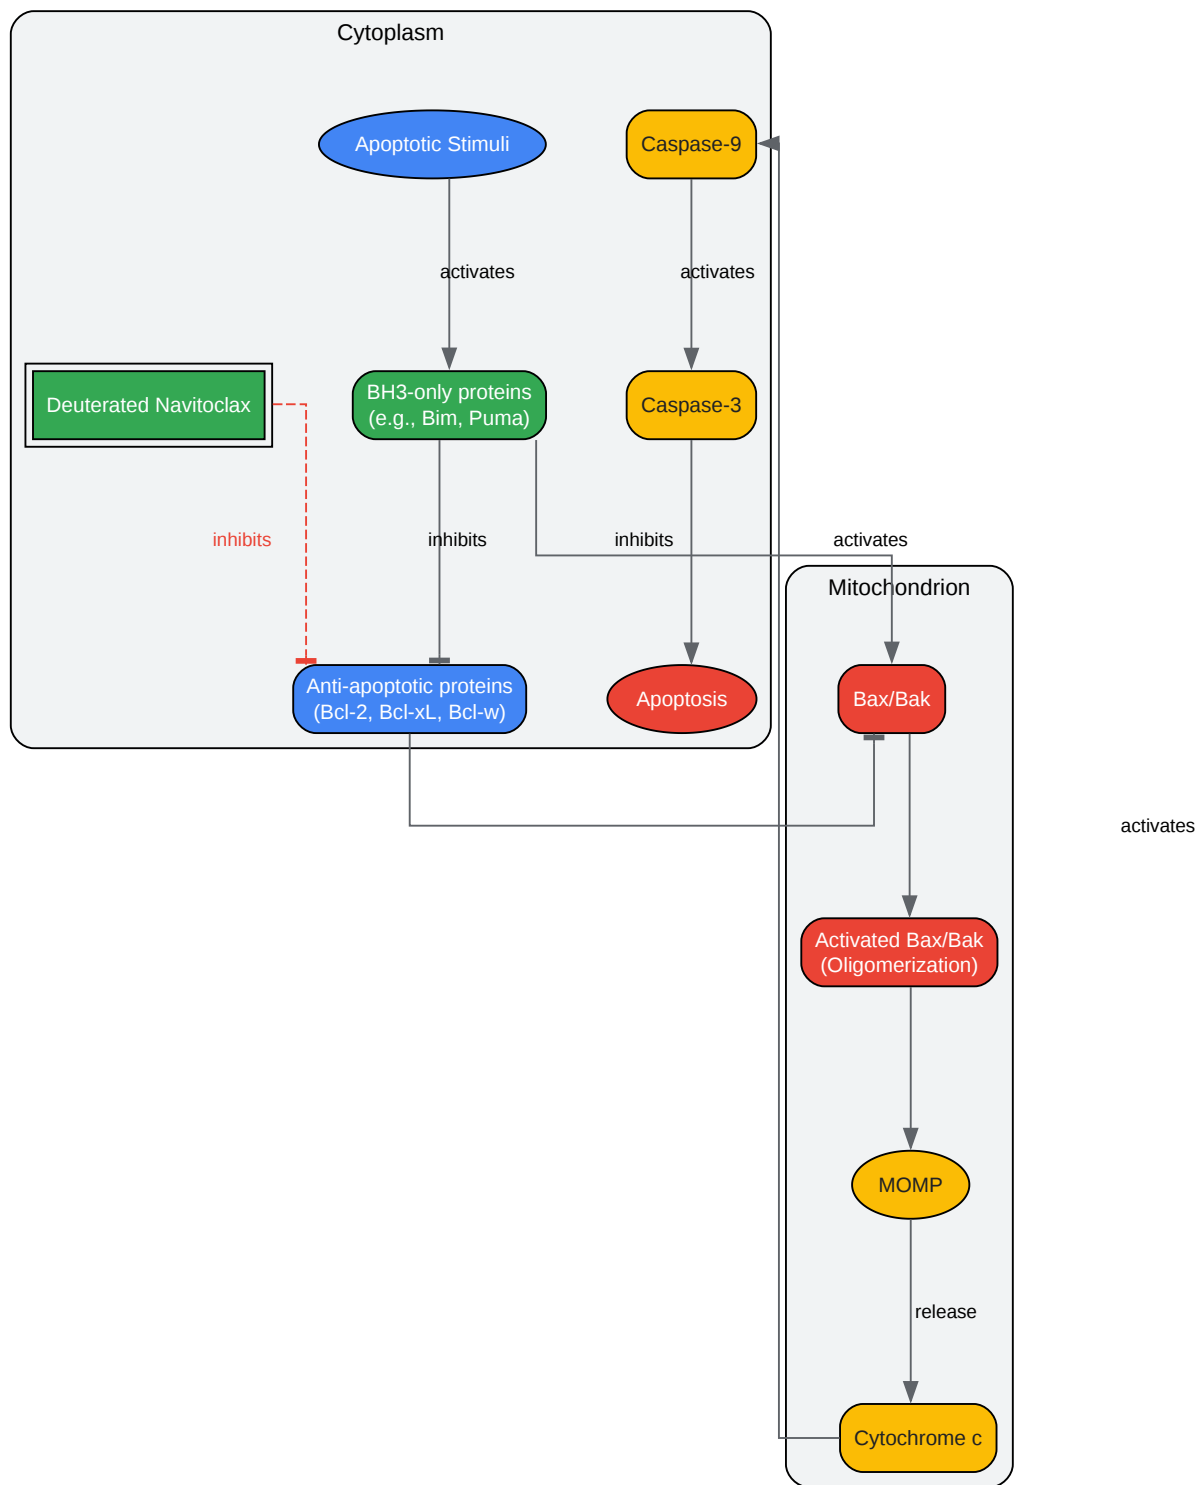 Cytoplasm
Apoptotic Stimuli
Caspase-9
activates
activates
Deuterated Navitoclax
BH3-only proteins
(e.g., Bim, Puma)
Caspase-3
inhibits
inhibits
inhibits
activates
Mitochondrion
Anti-apoptotic proteins
(Bcl-2, Bcl-xL, Bcl-w)
Apoptosis
Bax/Bak
activates
Activated Bax/Bak
(Oligomerization)
MOMP
release
Cytochrome c